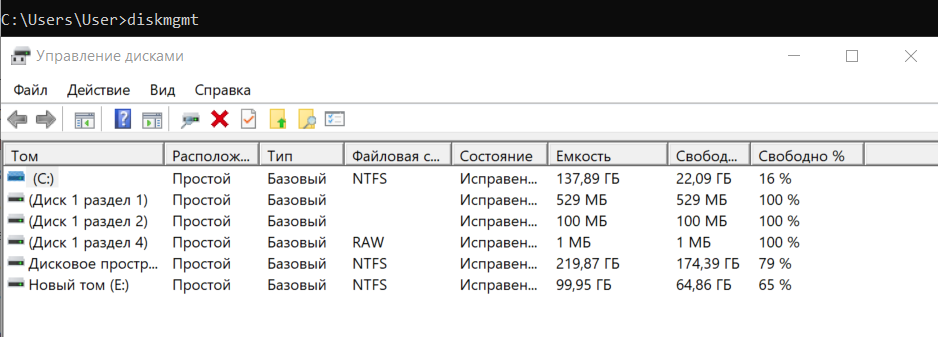 C:\Users\User>diskmgmt
Управление дисками
Файл Действие Вид Справка
Том Располож... Тип Файловая с... Состояние Емкость Свобод... Свободно %
(C:) Простой Базовый NTFS Исправен... 137,89 ГБ 22,09 ГБ 16 %
(Диск 1 раздел 1) Простой Базовый Исправен... 529 МБ 529 МБ 100 %
(Диск 1 раздел 2) Простой Базовый Исправен... 100 МБ 100 МБ 100 %
(Диск 1 раздел 4) Простой Базовый RAW Исправен... 1 МБ 1 МБ 100 %
Дисковое простр... Простой Базовый NTFS Исправен... 219,87 ГБ 174,39 ГБ 79 %
Новый том (E:) Простой Базовый NTFS Исправен... 99,95 ГБ 64,86 ГБ 65 %